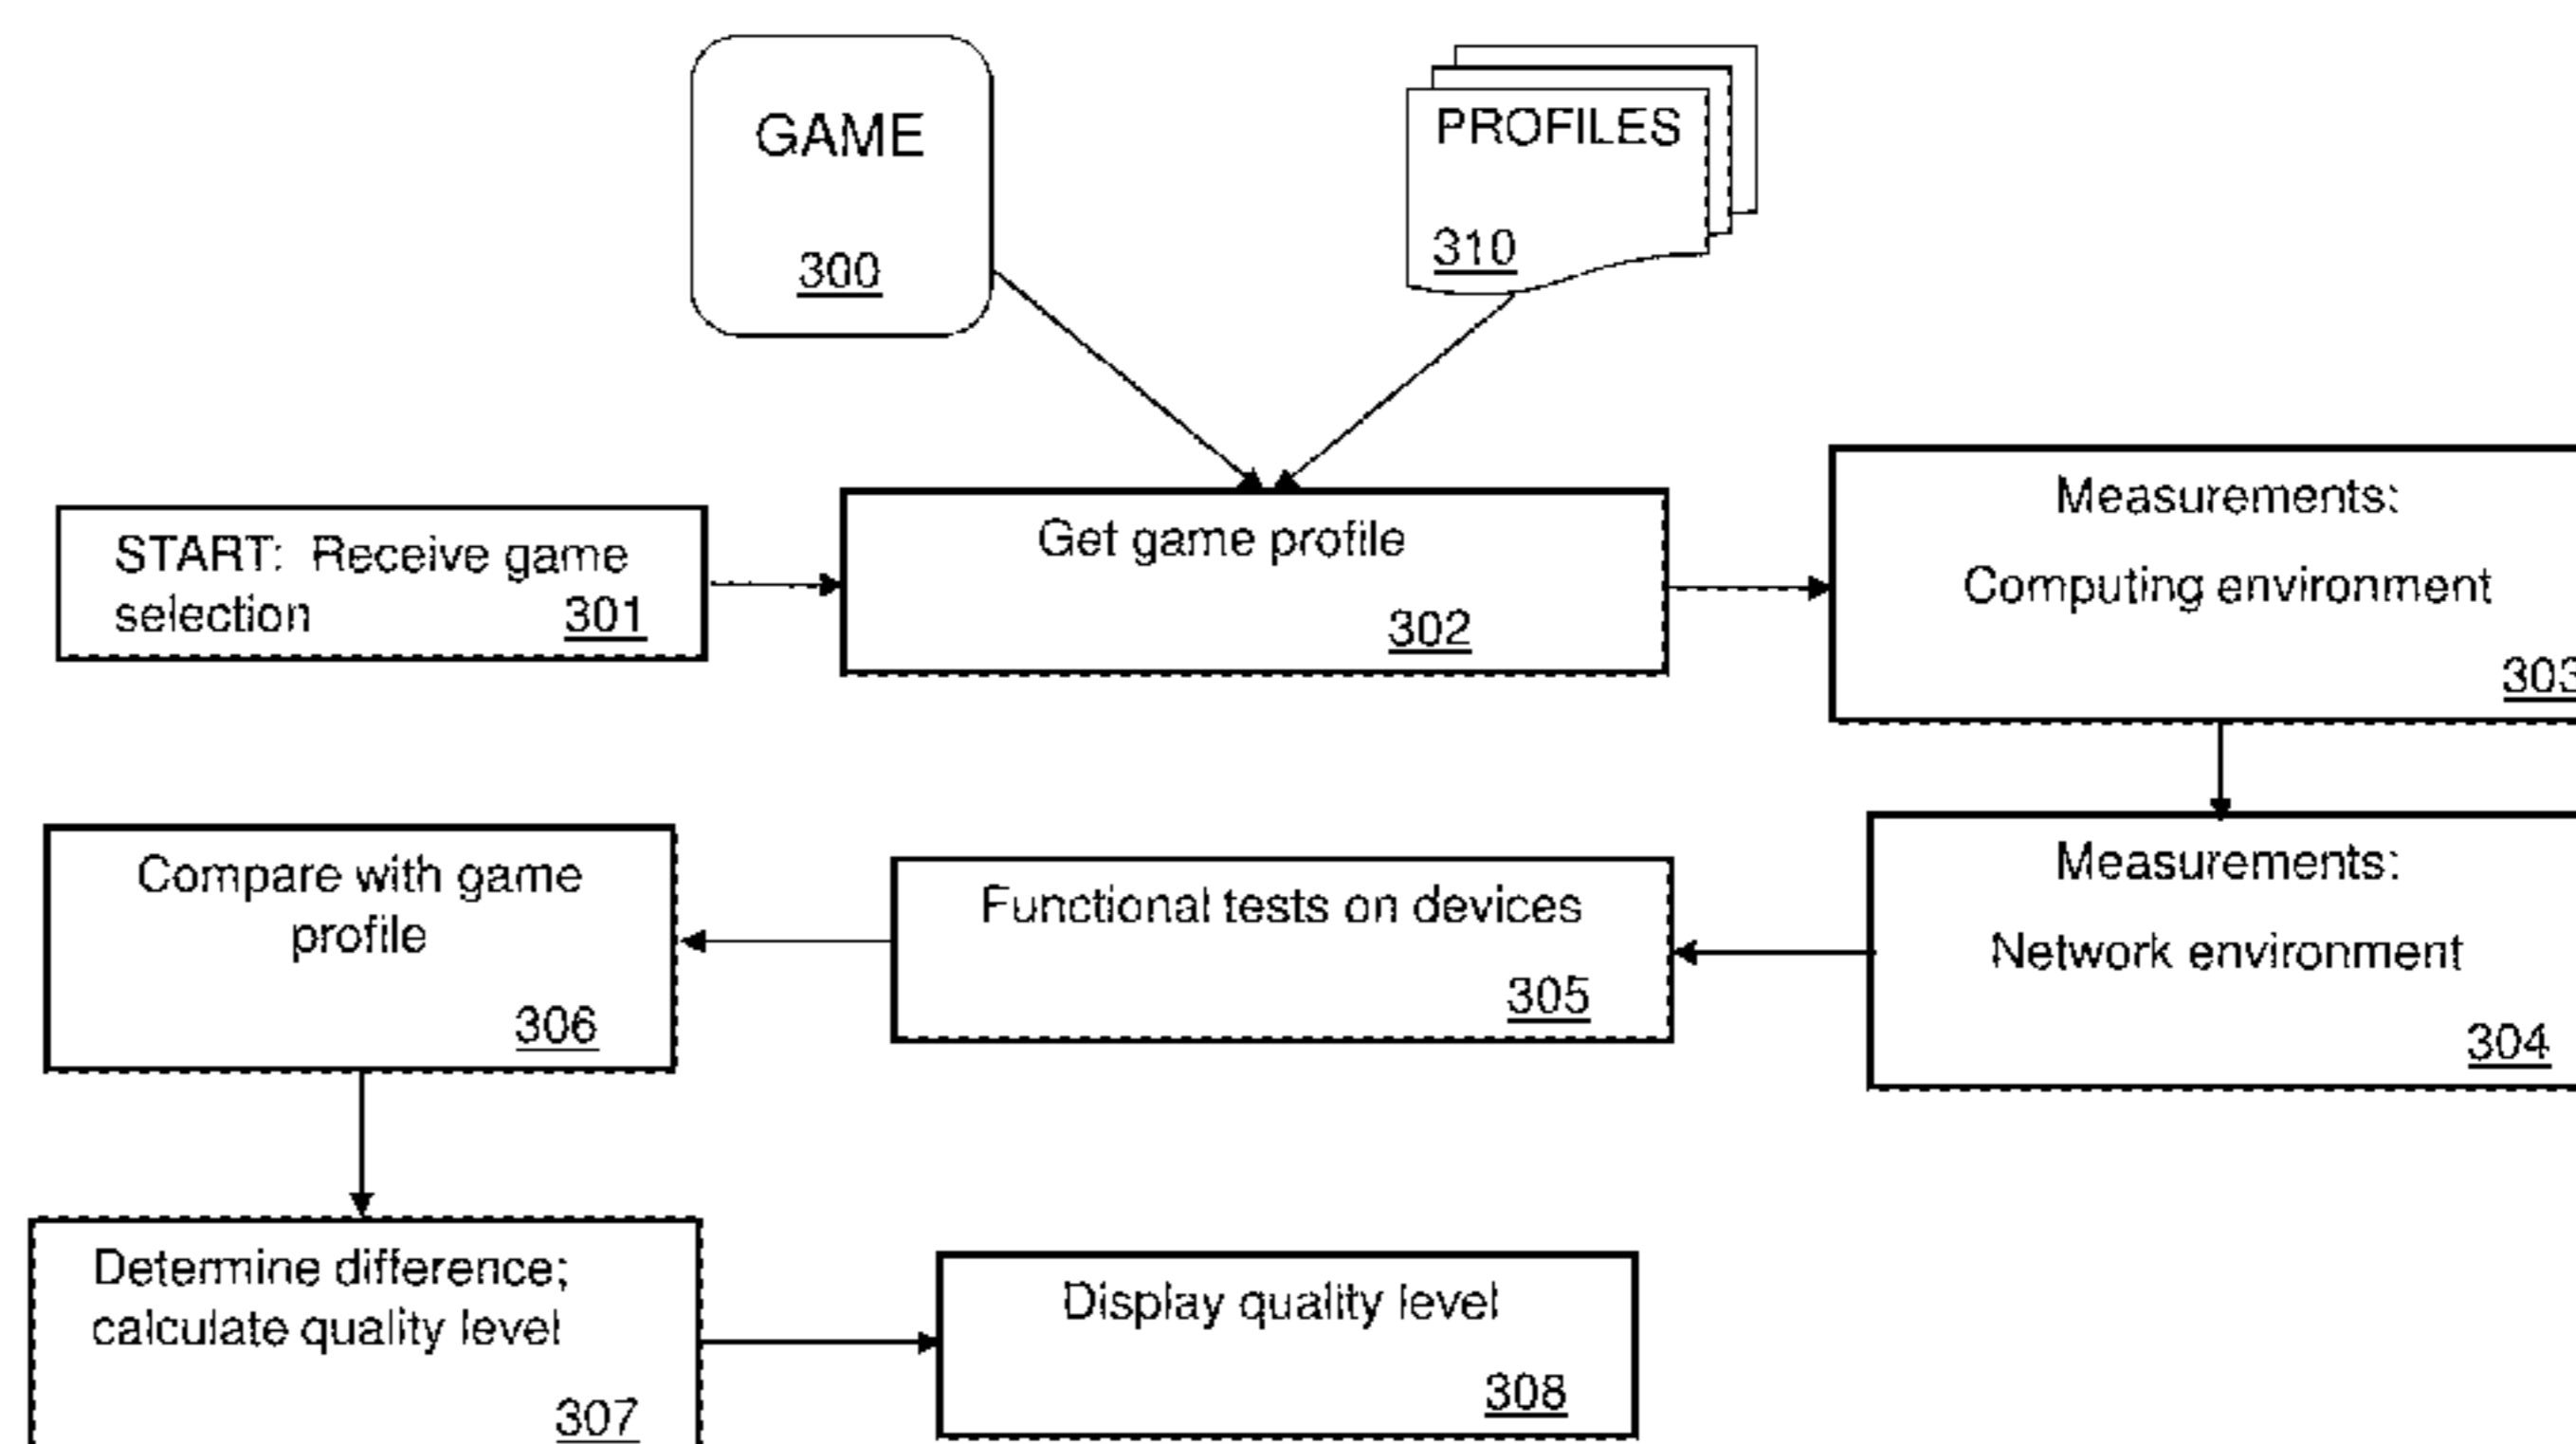 GAME
300
PROFILES
310
START: Receive game
selection 301
Get game profile
302
Measurements:
Computing environment
303
Compare with game
profile
306
Functional tests on devices
305
Measurements:
Network environment
304
Determine difference;
calculate quality level
307
Display quality level
308